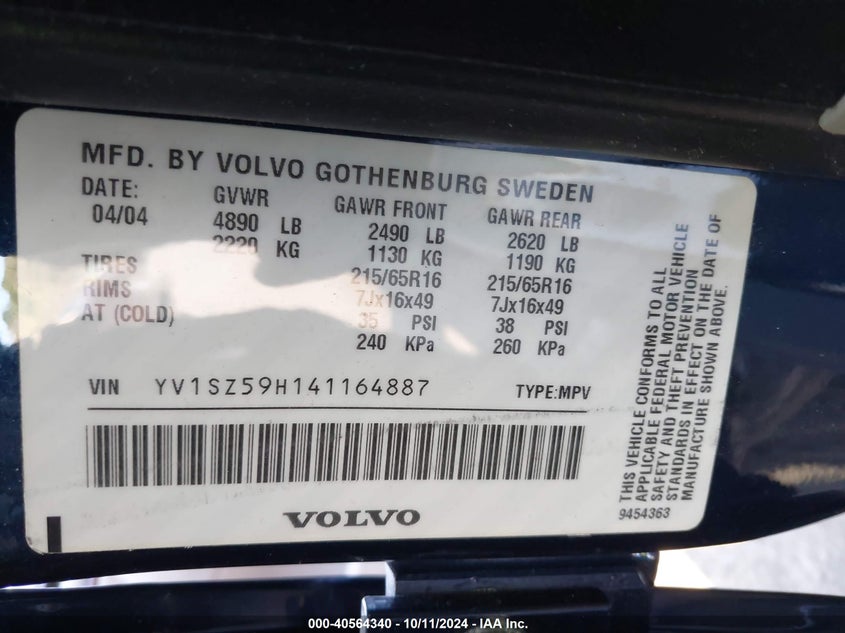 MFD. BY VOLVO GOTHENBURG SWEDEN
DATE: GVWR GAWR FRONT GAWR REAR
04/04 4890 LB 2490 LB 2620 LB
2220 KG 1130 KG 1190 KG
TIRES 215/65R16 215/65R16
RIMS 7Jx16x49 7Jx16x49
AT (COLD) 35 PSI 38 PSI
240 KPa 260 KPa
VIN YV1SZ59H141164887 TYPE:MPV
VOLVO
THIS VEHICLE CONFORMS TO ALL
APPLICABLE FEDERAL MOTOR VEHICLE
SAFETY AND THEFT PREVENTION
STANDARDS IN EFFECT ON THE DATE OF
MANUFACTURE SHOWN ABOVE.
9454363
000-40564340 - 10/11/2024 - IAA Inc.